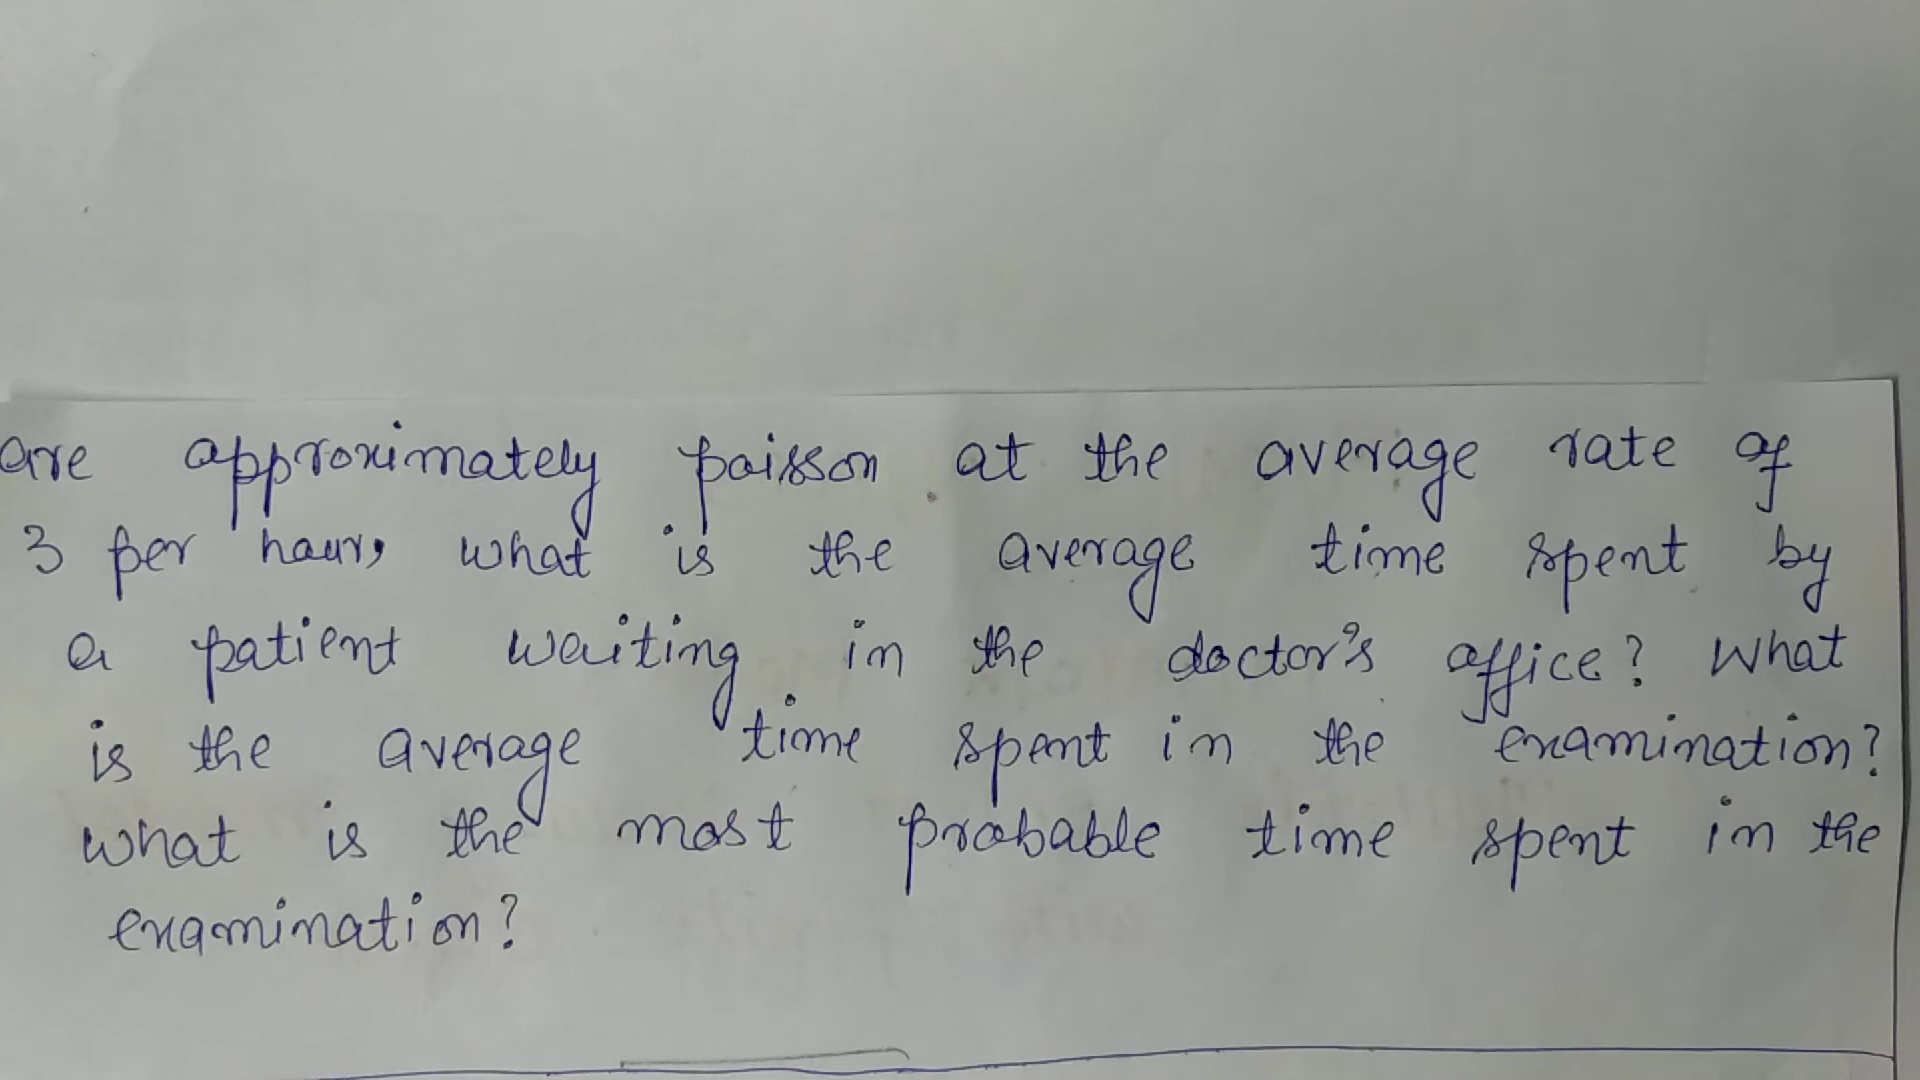 are approximately poisson at the average rate of
3 per hour, what is the average time spent by
a patient waiting in the doctor's office? What
is the average time spent in the examination?
what is the most probable time spent in the
examination?